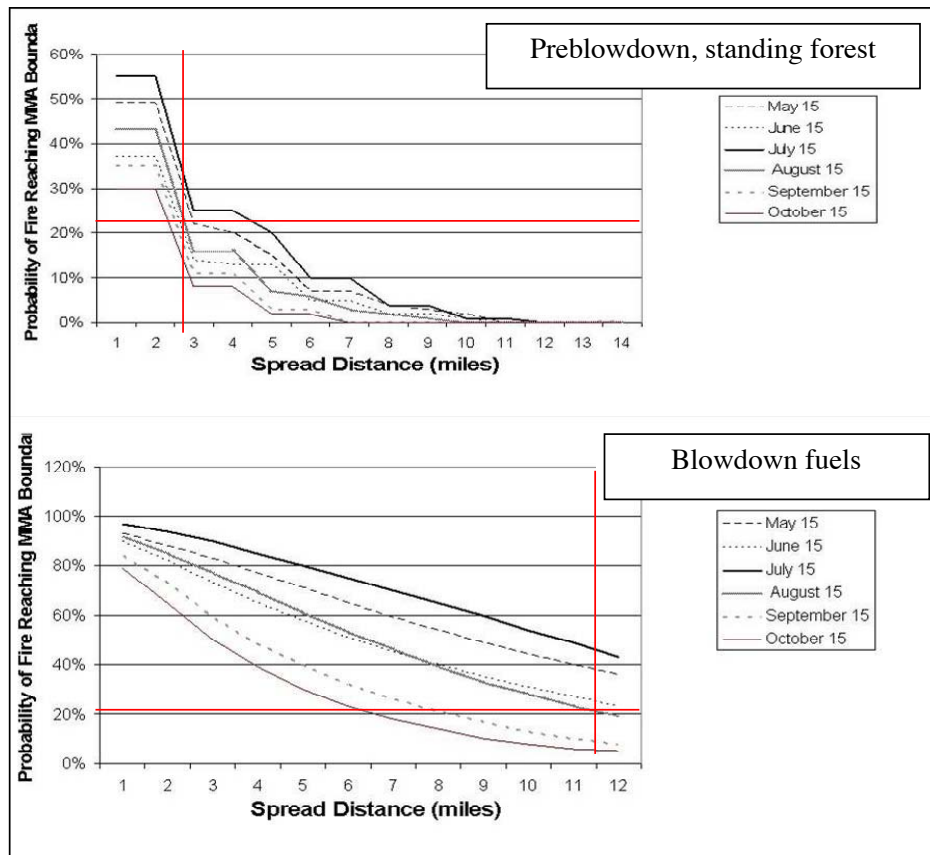 Preblowdown, standing forest
Probability of Fire Reaching MMA Bounda
60%
50%
40%
30%
20%
10%
0%
1 2 3 4 5 6 7 8 9 10 11 12 13 14
Spread Distance (miles)
May 15
June 15
July 15
August 15
September 15
October 15
Blowdown fuels
Probability of Fire Reaching MMA Bounda
120%
100%
80%
60%
40%
20%
0%
1 2 3 4 5 6 7 8 9 10 11 12
Spread Distance (miles)
May 15
June 15
July 15
August 15
September 15
October 15